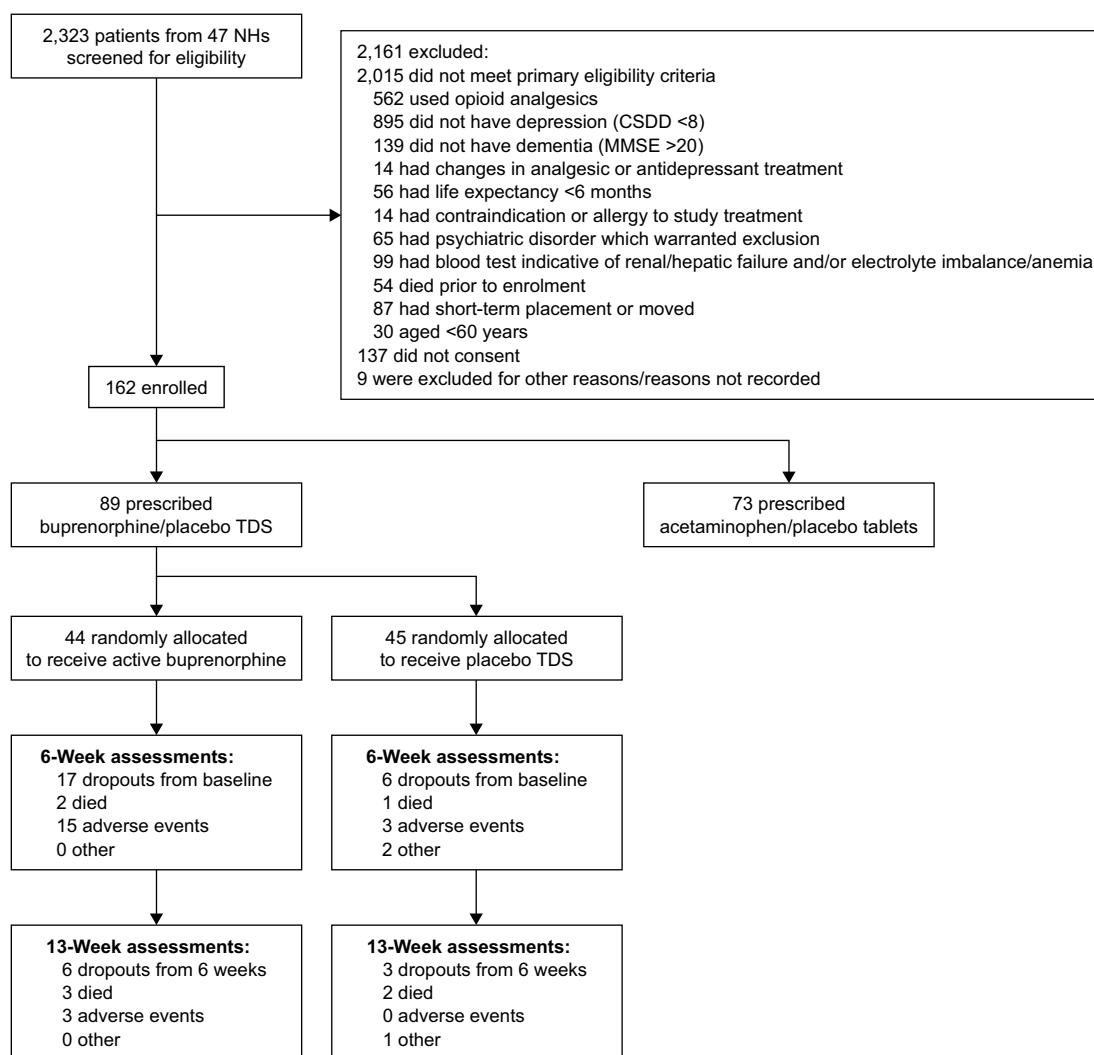 2,323 patients from 47 NHs
screened for eligibility
2,161 excluded:
2,015 did not meet primary eligibility criteria
562 used opioid analgesics
895 did not have depression (CSDD <8)
139 did not have dementia (MMSE >20)
14 had changes in analgesic or antidepressant treatment
56 had life expectancy <6 months
14 had contraindication or allergy to study treatment
65 had psychiatric disorder which warranted exclusion
99 had blood test indicative of renal/hepatic failure and/or electrolyte imbalance/anemia
54 died prior to enrolment
87 had short-term placement or moved
30 aged <60 years
137 did not consent
9 were excluded for other reasons/reasons not recorded
162 enrolled
89 prescribed
buprenorphine/placebo TDS
73 prescribed
acetaminophen/placebo tablets
44 randomly allocated
to receive active buprenorphine
45 randomly allocated
to receive placebo TDS
6-Week assessments:
17 dropouts from baseline
2 died
15 adverse events
0 other
6-Week assessments:
6 dropouts from baseline
1 died
3 adverse events
2 other
13-Week assessments:
6 dropouts from 6 weeks
3 died
3 adverse events
0 other
13-Week assessments:
3 dropouts from 6 weeks
2 died
0 adverse events
1 other